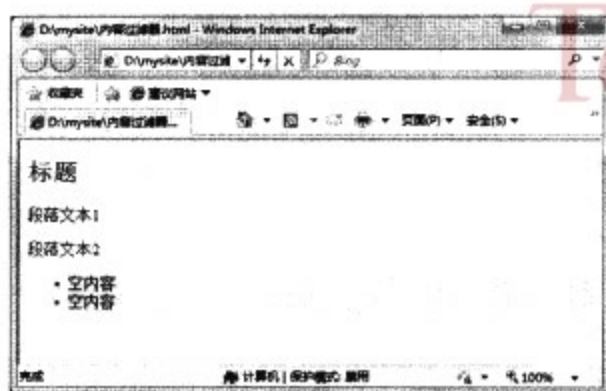 D:\mysite\内容过滤器.html - Windows Internet Explorer
D:\mysite\内容过滤 Bing
收藏夹 建议网站
D:\mysite\内容过滤器... 页面(P) 安全(S)
标题
段落文本1
段落文本2
• 空内容
• 空内容
完成 计算机 | 保护模式: 禁用 100%